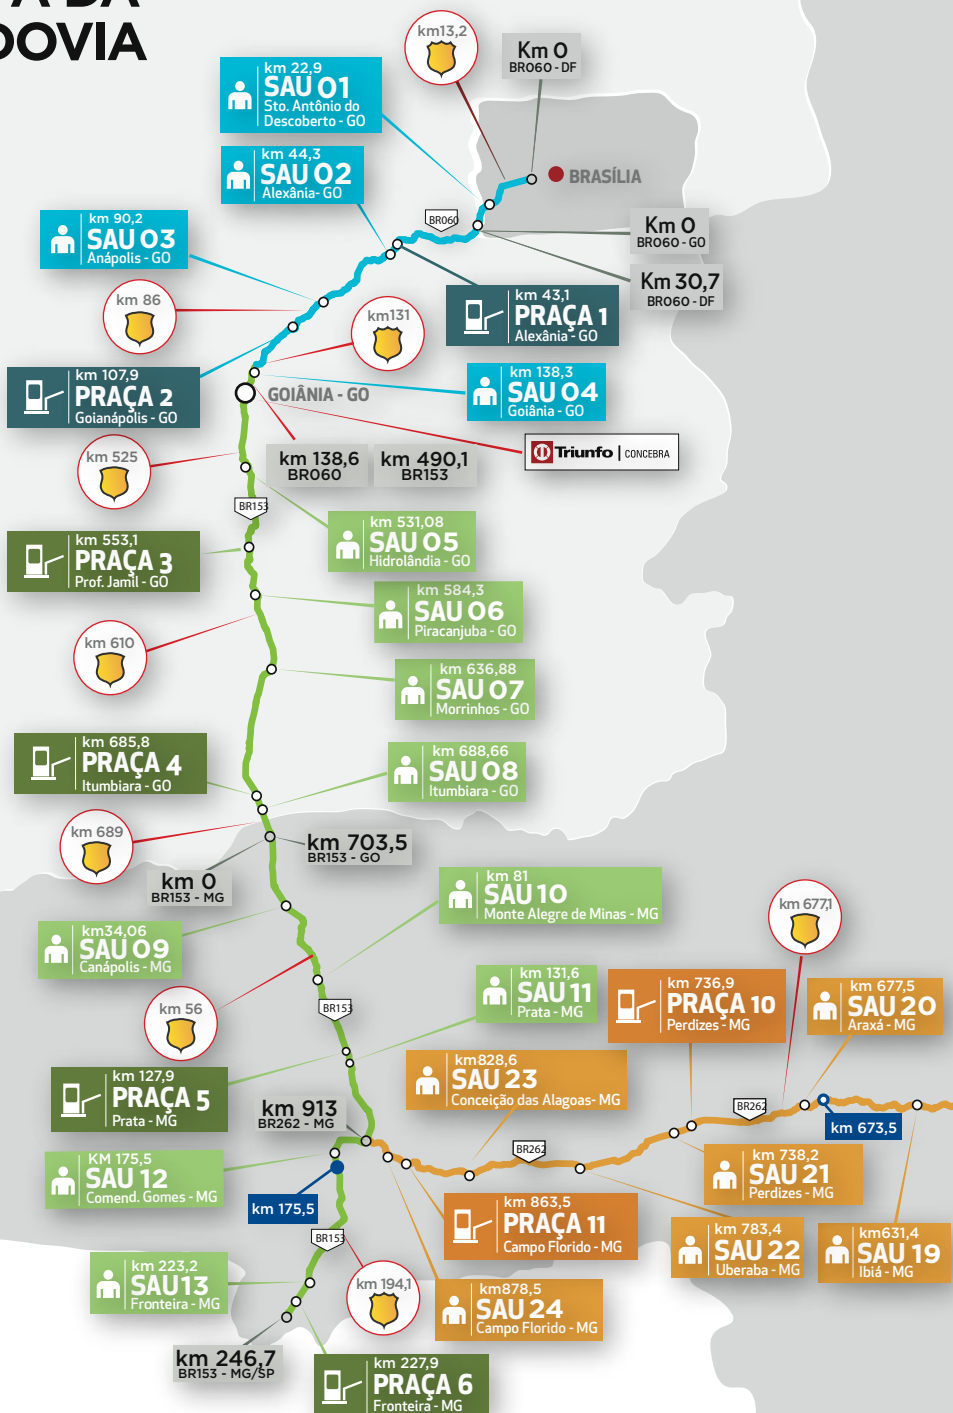 A DA
DOVIA
km13,2
Km 0
BR060 - DF
km 22,9
SAU 01
Sto. Antônio do
Descoberto - GO
km 44,3
SAU 02
Alexânia- GO
BRASÍLIA
BR060
km 90,2
SAU 03
Anápolis - GO
Km 0
BR060 - GO
Km 30,7
BR060 - DF
km 86
km131
km 43,1
PRAÇA 1
Alexânia - GO
km 107,9
PRAÇA 2
Goianápolis - GO
GOIÂNIA - GO
km 138,3
SAU 04
Goiânia - GO
km 138,6
BR060
km 490,1
BR153
Triunfo | CONCEBRA
km 525
BR153
km 531,08
SAU 05
Hidrolândia - GO
km 553,1
PRAÇA 3
Prof. Jamil - GO
km 584,3
SAU 06
Piracanjuba - GO
km 610
km 636,88
SAU 07
Morrinhos - GO
km 685,8
PRAÇA 4
Itumbiara - GO
km 688,66
SAU 08
Itumbiara - GO
km 689
km 703,5
BR153 - GO
km 0
BR153 - MG
km 81
SAU 10
Monte Alegre de Minas - MG
km 677,1
km34,06
SAU 09
Canápolis - MG
km 131,6
SAU 11
Prata - MG
km 736,9
PRAÇA 10
Perdizes - MG
km 677,5
SAU 20
Araxá - MG
km 56
BR153
km 127,9
PRAÇA 5
Prata - MG
km828,6
SAU 23
Conceição das Alagoas- MG
km 913
BR262 - MG
BR262
km 673,5
BR262
KM 175,5
SAU 12
Comend. Gomes - MG
km 738,2
SAU 21
Perdizes - MG
km 175,5
km 863,5
PRAÇA 11
Campo Florido - MG
km 783,4
SAU 22
Uberaba - MG
km631,4
SAU 19
Ibiá - MG
BR153
km 223,2
SAU13
Fronteira - MG
km 194,1
km878,5
SAU 24
Campo Florido - MG
km 246,7
BR153 - MG/SP
km 227,9
PRAÇA 6
Fronteira - MG